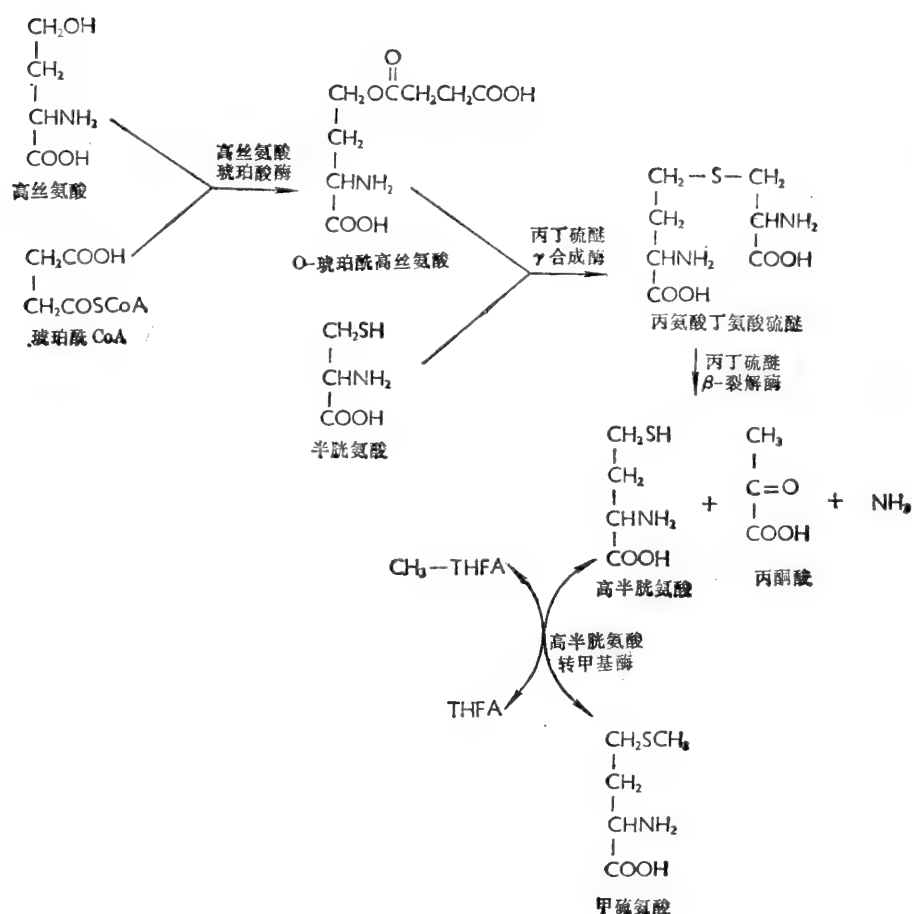 CH₂OH
CH₂
CHNH₂
COOH
高丝氨酸
CH₂COOH
CH₂COSCoA
琥珀酰CoA
高丝氨酸
琥珀酸酶
O
CH₂OCCH₂CH₂COOH
CH₂
CHNH₂
COOH
O-琥珀酰高丝氨酸
CH₂SH
CHNH₂
COOH
半胱氨酸
丙丁硫醚
γ合成酶
CH₂—S—CH₂
CH₂ CHNH₂
CHNH₂ COOH
COOH
丙氨酸丁氨酸硫醚
丙丁硫醚
β-裂解酶
CH₂SH
CH₂
CHNH₂
COOH
高半胱氨酸
+
CH₃
C=O
COOH
丙酮酸
+ NH₃
CH₃—THFA
THFA
高半胱氨酸
转甲基酶
CH₂SCH₃
CH₂
CHNH₂
COOH
甲硫氨酸